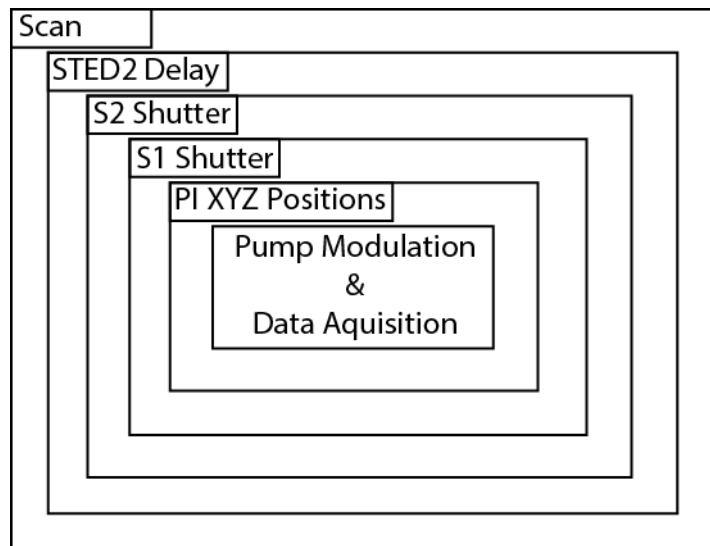 Scan
STED2 Delay
S2 Shutter
S1 Shutter
PI XYZ Positions
Pump Modulation
&
Data Aquisition